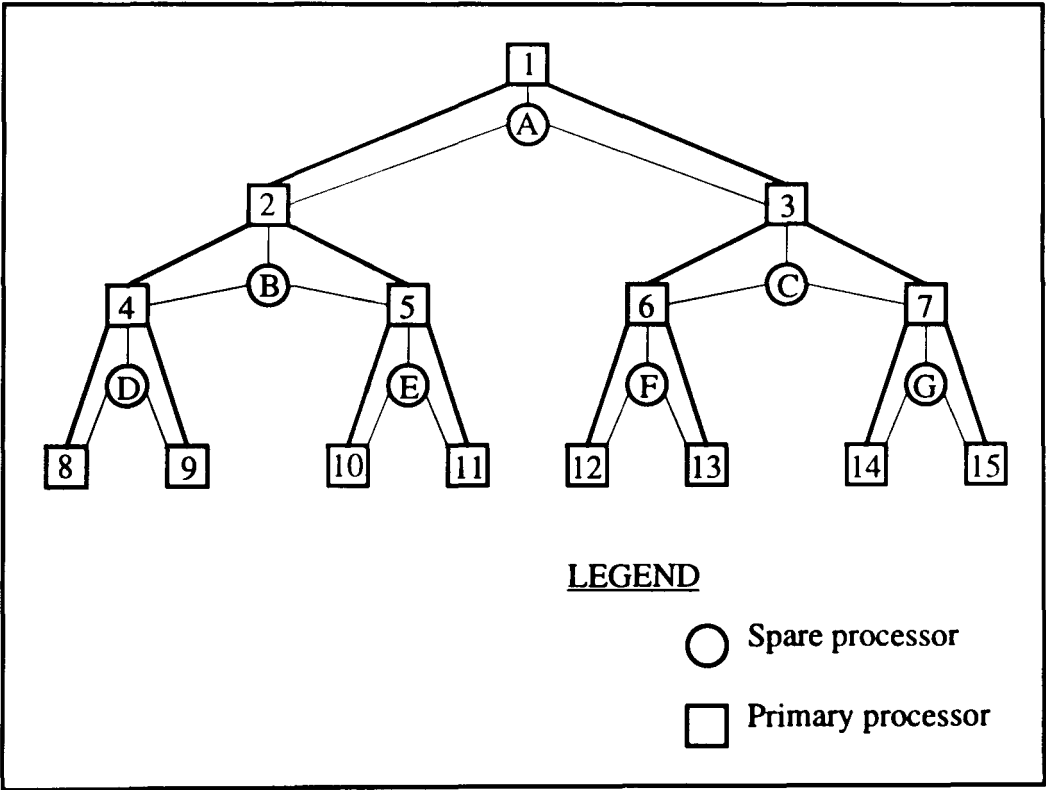 1
A
2 3
B C
4 5 6 7
D E F G
8 9 10 11 12 13 14 15
LEGEND
Spare processor
Primary processor